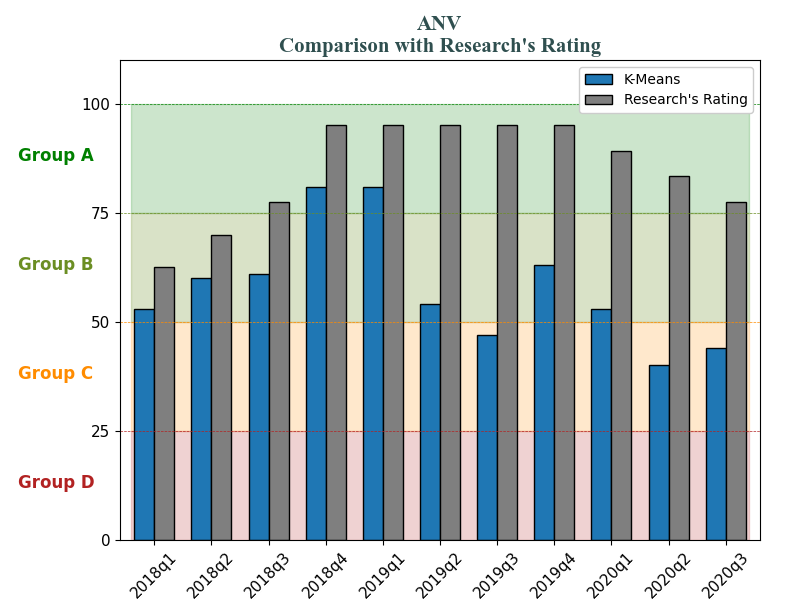 ANV
Comparison with Research's Rating
K-Means
Research's Rating
100
Group A
75
Group B
50
Group C
25
Group D
0
2018q1 2018q2 2018q3 2018q4 2019q1 2019q2 2019q3 2019q4 2020q1 2020q2 2020q3